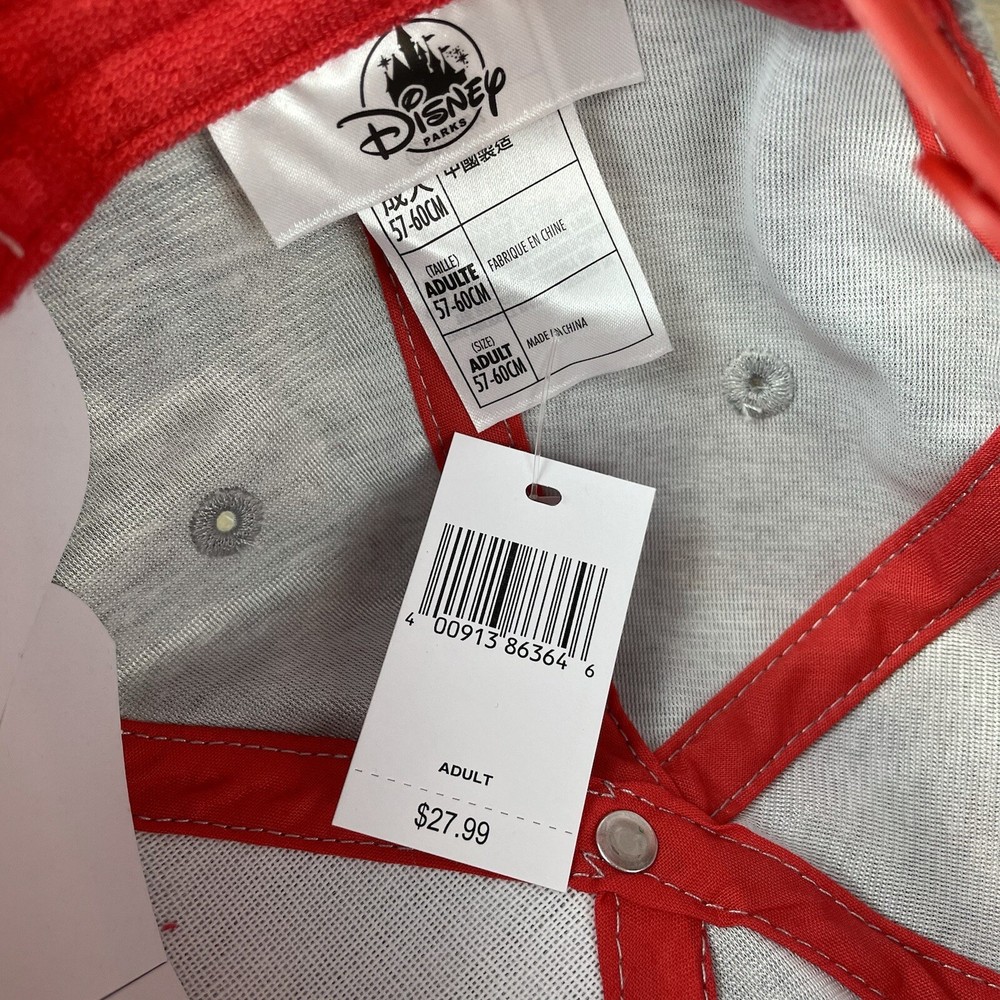 Disney
PARKS
中國製造
成人
57-60CM
FABRIQUE EN CHINE
(TAILLE)
ADULTE
57-60CM
MADE IN CHINA
(SIZE)
ADULT
57-60CM
4 00913 86364 6
ADULT
$27.99